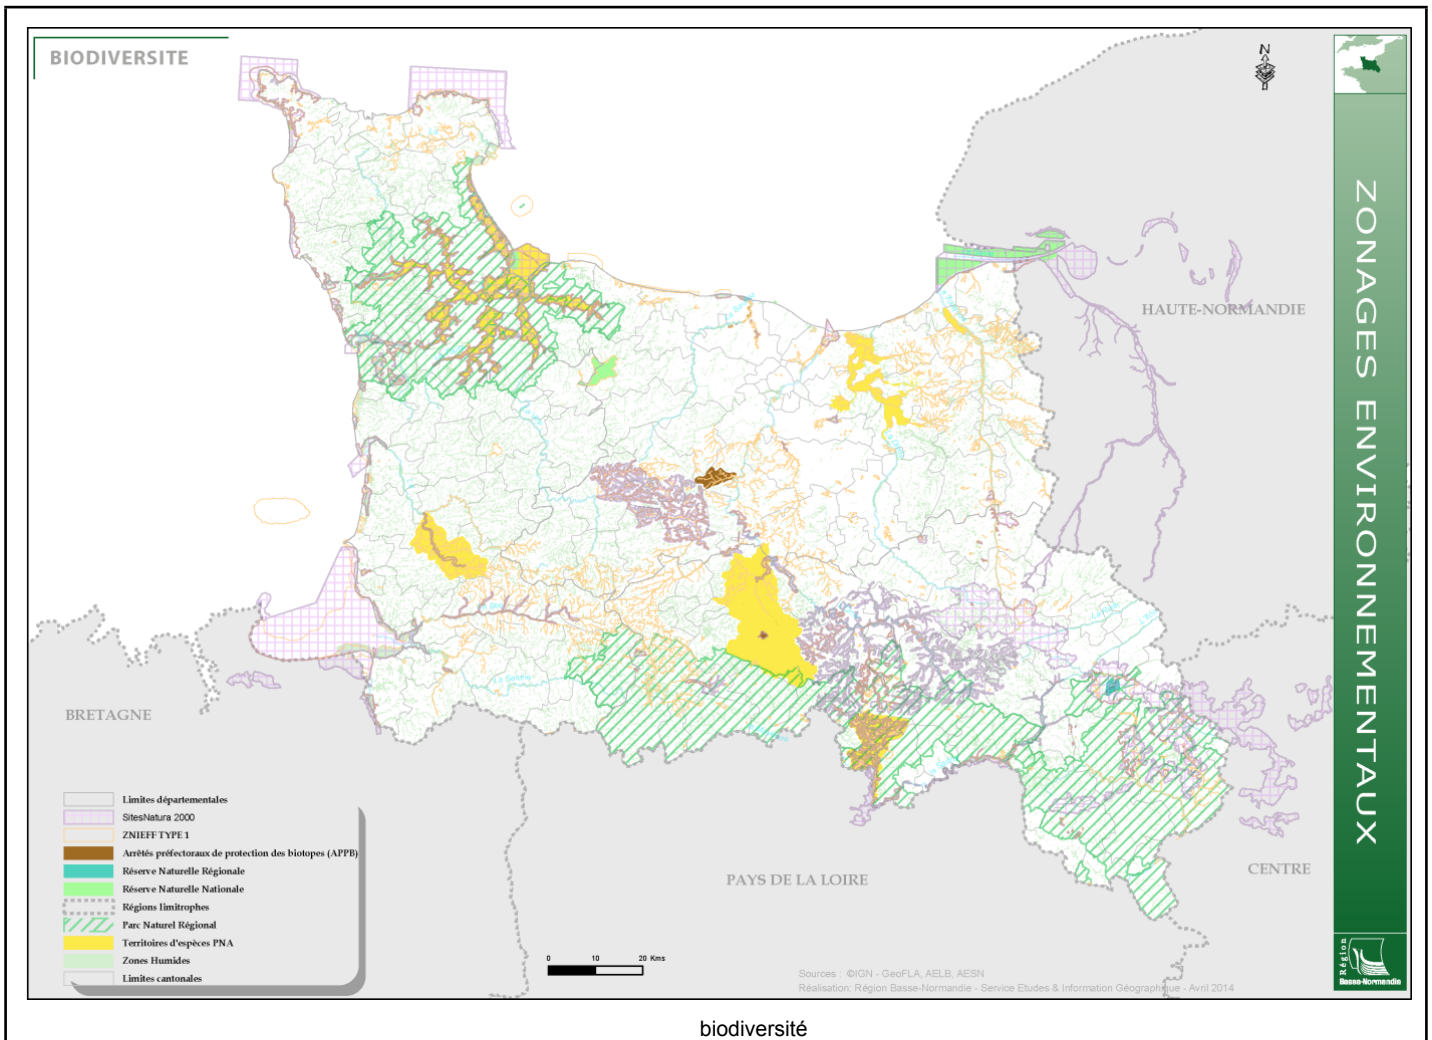 BIODIVERSITE
N
ZONAGES ENVIRONNEMENTAUX
HAUTE-NORMANDIE
BRETAGNE
PAYS DE LA LOIRE
CENTRE
Limites départementales
SitesNatura 2000
ZNIEFF TYPE 1
Arrêtés préfectoraux de protection des biotopes (APPB)
Réserve Naturelle Régionale
Réserve Naturelle Nationale
Régions limitrophes
Parc Naturel Régional
Territoires d'espèces PNA
Zones Humides
Limites cantonales
0 10 20 Kms
Sources : ©IGN - GeoFLA, AELB, AESN
Réalisation: Région Basse-Normandie - Service Etudes & Information Géographique - Avril 2014
Région
Basse-Normandie
biodiversité